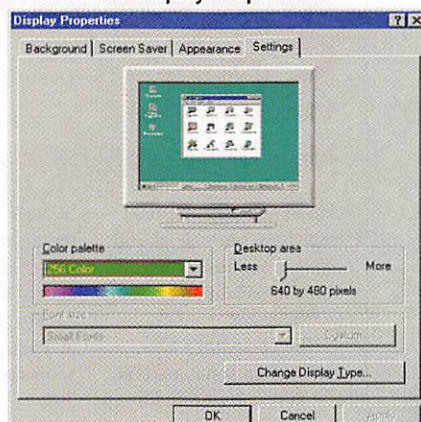 Display Properties
Background Screen Saver Appearance Settings
Color palette
Desktop area
256 Color
Less More
640 by 480 pixels
Font size
Small Fonts
Custom
Change Display Type...
OK Cancel Apply